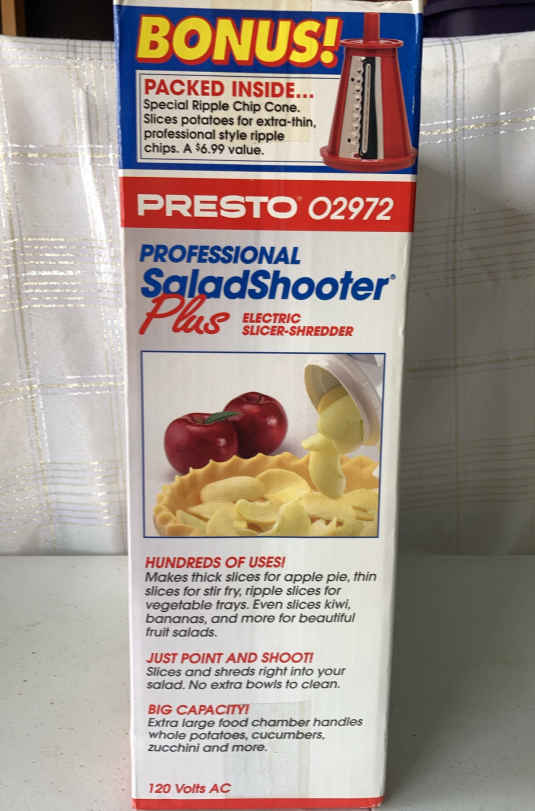 BONUS!
PACKED INSIDE...
Special Ripple Chip Cone.
Slices potatoes for extra-thin,
professional style ripple
chips. A $6.99 value.
PRESTO® 02972
PROFESSIONAL
SaladShooter®
Plus ELECTRIC
SLICER-SHREDDER
HUNDREDS OF USES!
Makes thick slices for apple pie, thin
slices for stir fry, ripple slices for
vegetable trays. Even slices kiwi,
bananas, and more for beautiful
fruit salads.
JUST POINT AND SHOOT!
Slices and shreds right into your
salad. No extra bowls to clean.
BIG CAPACITY!
Extra large food chamber handles
whole potatoes, cucumbers,
zucchini and more.
120 Volts AC